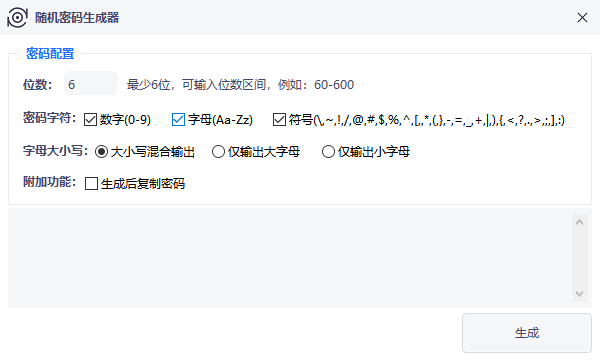 随机密码生成器
密码配置
位数： 6 最少6位，可输入位数区间，例如：60-600
密码字符： 数字(0-9) 字母(Aa-Zz) 符号(\,~,!,/,@,#,$,%,^,[,,*,(,},-,=,_,+,|,),{,<,?,.,>,;,],:)
字母大小写： 大小写混合输出 仅输出大字母 仅输出小字母
附加功能： 生成后复制密码
生成